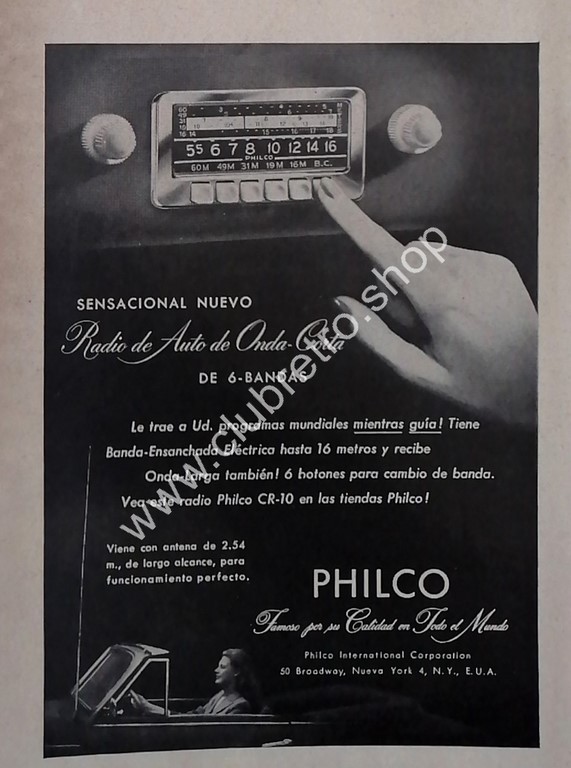 55 6 7 8 10 12 14 16
PHILCO
60M 49M 31M 19M 16M B.C.
SENSACIONAL NUEVO
Radio de Auto de Onda-Corta
DE 6-BANDAS
Le trae a Ud. programas mundiales mientras guía! Tiene
Banda-Ensanchada Eléctrica hasta 16 metros y recibe
Onda-Larga también! 6 botones para cambio de banda.
Vea este radio Philco CR-10 en las tiendas Philco!
Viene con antena de 2.54
m., de largo alcance, para
funcionamiento perfecto.
PHILCO
Famoso por su Calidad en Todo el Mundo
Philco International Corporation
50 Broadway, Nueva York 4, N.Y., E.U.A.
www.clubretro.shop